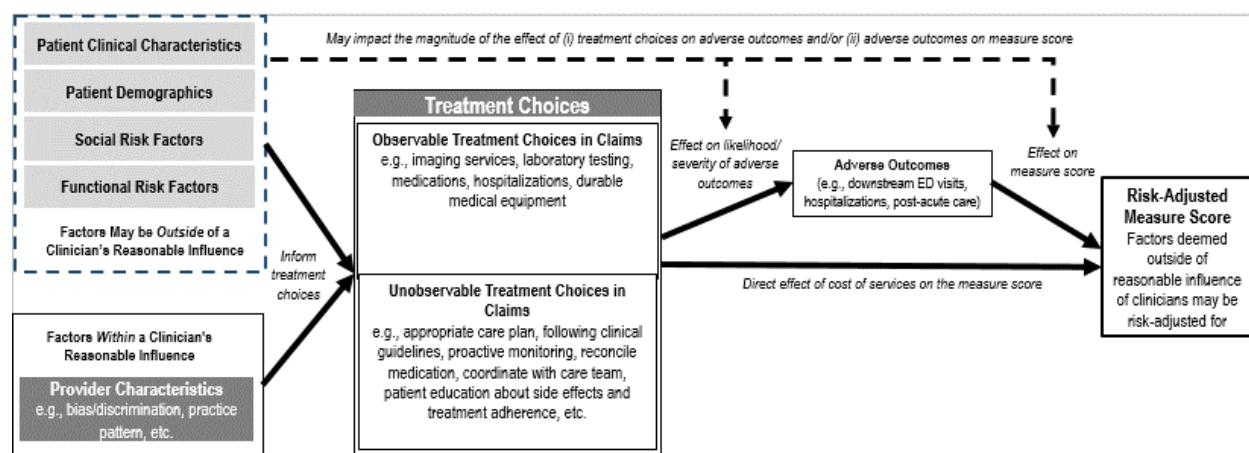 Patient Clinical Characteristics
Patient Demographics
Social Risk Factors
Functional Risk Factors
Factors May be Outside of a
Clinician's Reasonable Influence
Factors Within a Clinician's
Reasonable Influence
Provider Characteristics
e.g., bias/discrimination, practice
pattern, etc.
Inform
treatment
choices
May impact the magnitude of the effect of (i) treatment choices on adverse outcomes and/or (ii) adverse outcomes on measure score
Treatment Choices
Observable Treatment Choices in Claims
e.g., imaging services, laboratory testing,
medications, hospitalizations, durable
medical equipment
Unobservable Treatment Choices in
Claims
e.g., appropriate care plan, following clinical
guidelines, proactive monitoring, reconcile
medication, coordinate with care team,
patient education about side effects and
treatment adherence, etc.
Effect on likelihood/
severity of adverse
outcomes
Adverse Outcomes
(e.g., downstream ED visits,
hospitalizations, post-acute care)
Effect on
measure score
Direct effect of cost of services on the measure score
Risk-Adjusted
Measure Score
Factors deemed
outside of
reasonable influence
of clinicians may be
risk-adjusted for